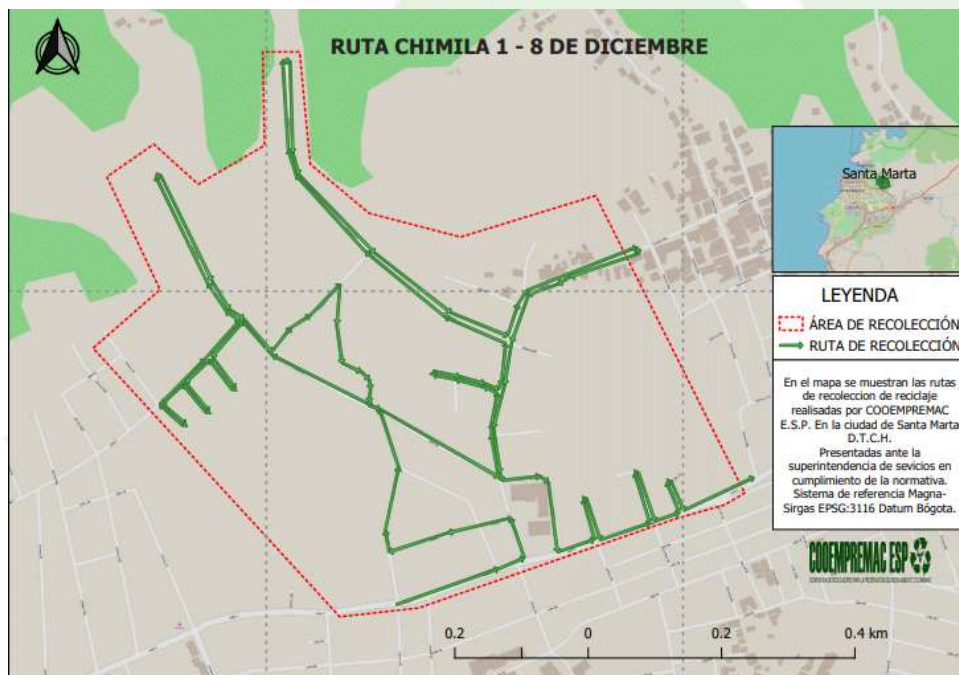 RUTA CHIMILA 1 - 8 DE DICIEMBRE
Santa Marta
LEYENDA
ÁREA DE RECOLECCIÓN
RUTA DE RECOLECCIÓN
En el mapa se muestran las rutas
de recoleccion de reciclaje
realisadas por COOEMPREMAC
E.S.P. En la ciudad de Santa Marta
D.T.C.H.
Presentadas ante la
superintendencia de sevicios en
cumplimiento de la normativa.
Sistema de referencia Magna-
Sirgas EPSG:3116 Datum Bógota.
COOEMPREMAC ESP
0.2 0 0.2 0.4 km